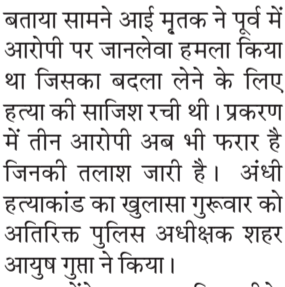 बताया सामने आई मृतक ने पूर्व में
आरोपी पर जानलेवा हमला किया
था जिसका बदला लेने के लिए
हत्या की साजिश रची थी। प्रकरण
में तीन आरोपी अब भी फरार है
जिनकी तलाश जारी है। अंधी
हत्याकांड का खुलासा गुरूवार को
अतिरिक्त पुलिस अधीक्षक शहर
आयुष गुप्ता ने किया।